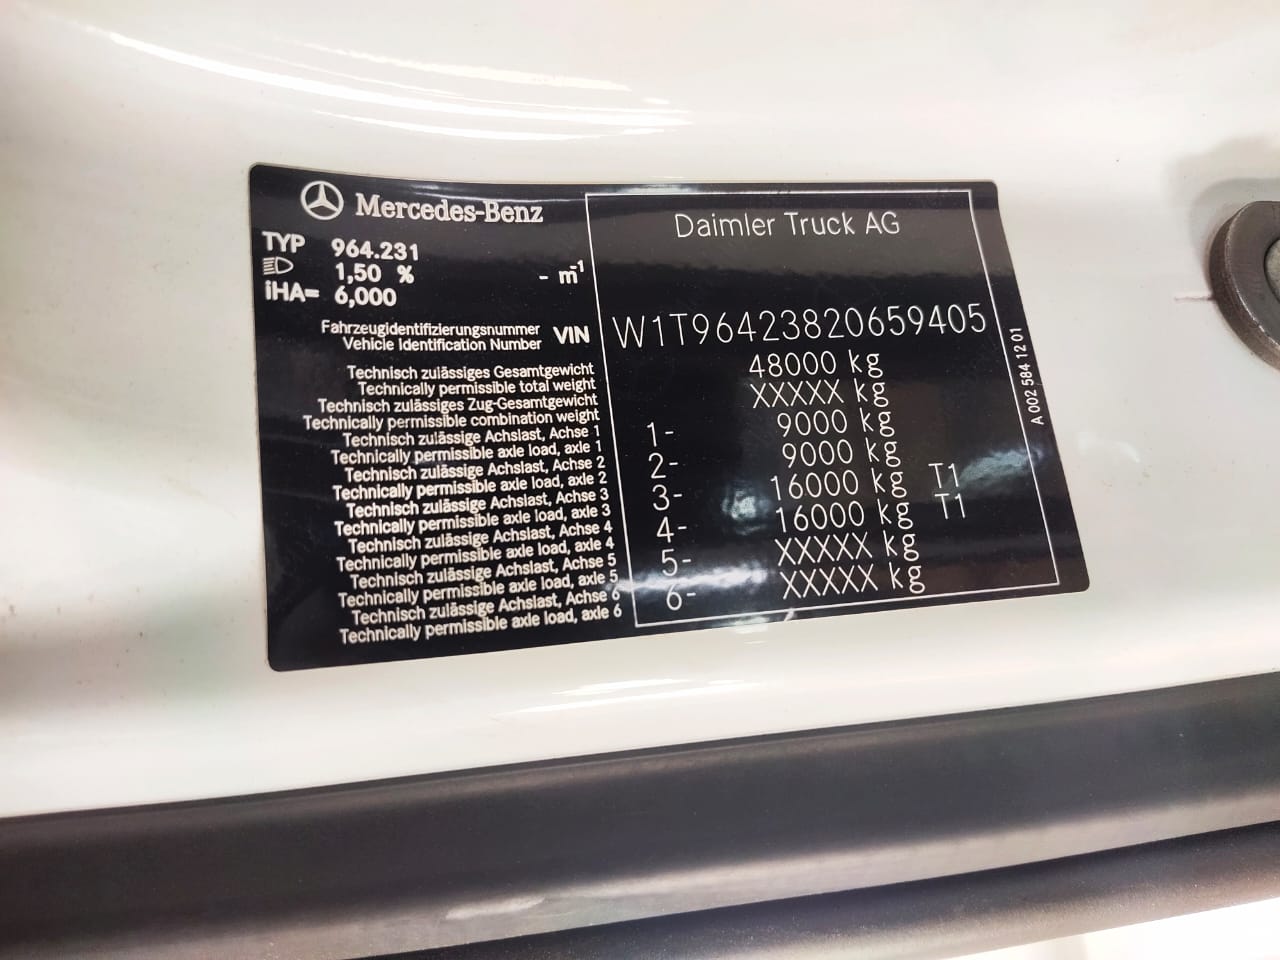 Mercedes-Benz
TYP 964.231
1,50 % - m⁻¹
iHA= 6,000
Daimler Truck AG
Fahrzeugidentifizierungsnummer
Vehicle Identification Number
VIN W1T96423820659405
Technisch zulässiges Gesamtgewicht 48000 kg
Technically permissible total weight
Technisch zulässiges Zug-Gesamtgewicht XXXXX kg
Technically permissible combination weight
Technisch zulässige Achslast, Achse 1 1- 9000 kg
Technically permissible axle load, axle 1
Technisch zulässige Achslast, Achse 2 2- 9000 kg
Technically permissible axle load, axle 2
Technisch zulässige Achslast, Achse 3 3- 16000 kg T1
Technically permissible axle load, axle 3
Technisch zulässige Achslast, Achse 4 4- 16000 kg T1
Technically permissible axle load, axle 4
Technisch zulässige Achslast, Achse 5 5- XXXXX kg
Technically permissible axle load, axle 5
Technisch zulässige Achslast, Achse 6 6- XXXXX kg
Technically permissible axle load, axle 6
A 002 584 12 01